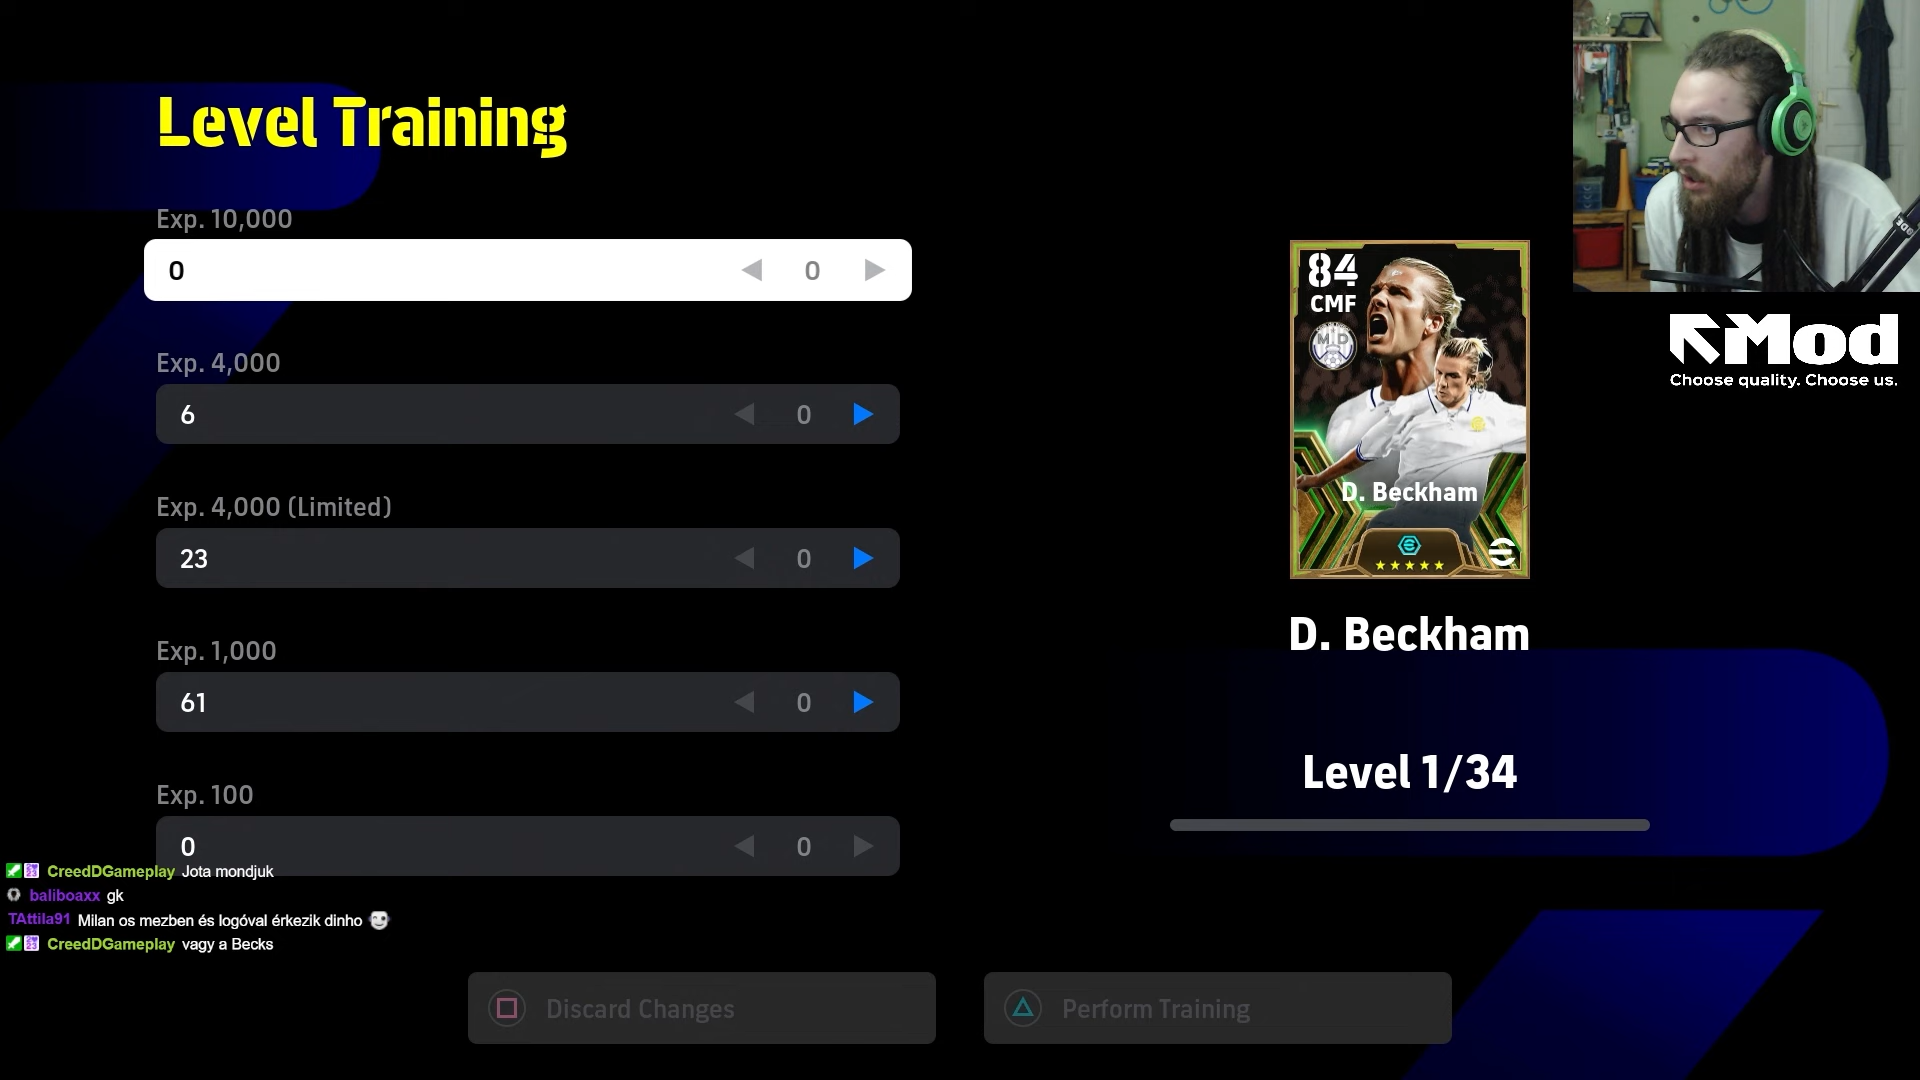 Level Training
Exp. 10,000
0 0
Exp. 4,000
6 0
Exp. 4,000 (Limited)
23 0
Exp. 1,000
61 0
Exp. 100
0 0
84
CMF
MD
D. Beckham
D. Beckham
Level 1/34
Mod
Choose quality. Choose us.
CreedDGameplay Jota mondjuk
baliboaxx gk
TAttila91 Milan os mezben és logóval érkezik dinho
CreedDGameplay vagy a Becks
Discard Changes
Perform Training